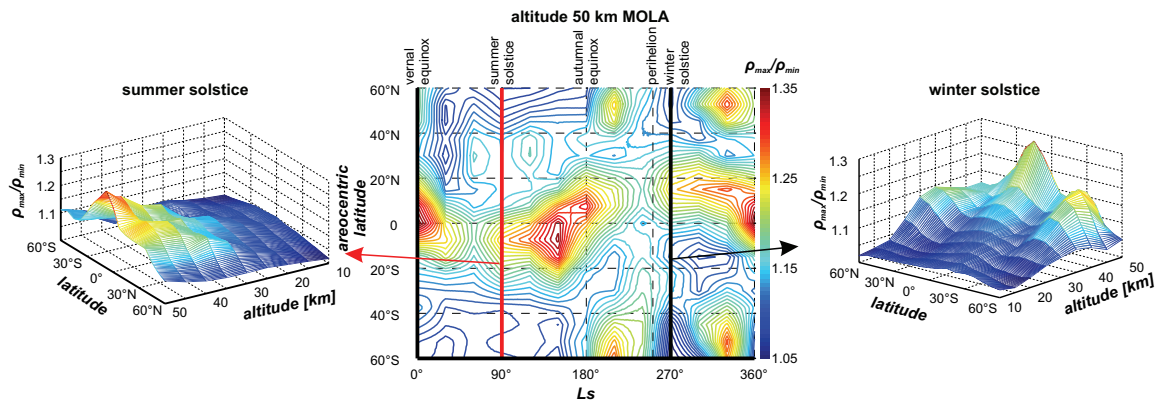 altitude 50 km MOLA
vernal
equinox
summer
solstice
autumnal
equinox
perihelion
winter
solstice
summer solstice
ρmax/ρmin
1.3
1.2
1.1
60°S
30°S
0°
30°N
60°N
latitude
50
40
30
20
10
altitude [km]
areocentric
latitude
60°N
40°N
20°N
0
20°S
40°S
60°S
0°
90°
180°
270°
360°
Ls
ρmax/ρmin
1.35
1.25
1.15
1.05
winter solstice
ρmax/ρmin
1.3
1.2
1.1
60°N
30°N
0°
30°S
60°S
latitude
10
20
30
40
50
altitude [km]